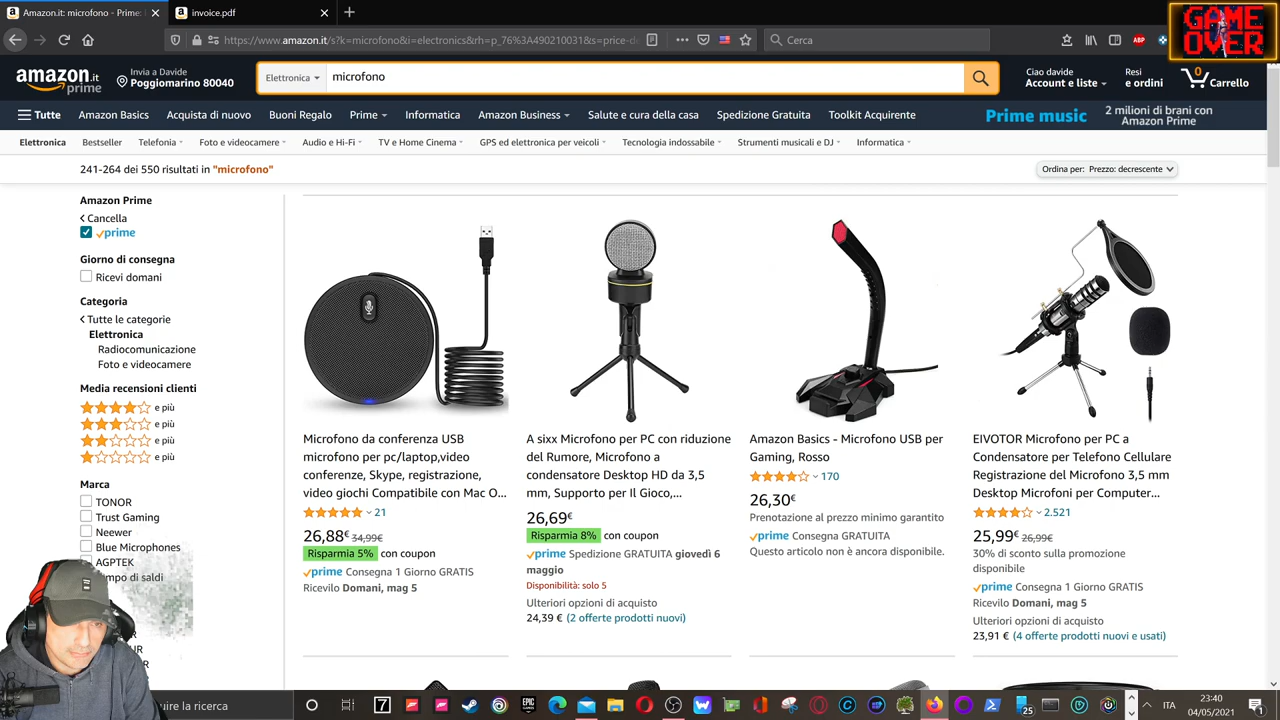 Amazon.it: microfono - Prime:
invoice.pdf
GAME
OVER
https://www.amazon.it/s?k=microfono&i=electronics&rh=p_76%3A490210031&s=price-de
Cerca
ABP
amazon.it
prime
Invia a Davide
Poggiomarino 80040
Elettronica
microfono
Ciao davide
Account e liste
Resi
e ordini
0
Carrello
Tutte
Amazon Basics
Acquista di nuovo
Buoni Regalo
Prime
Informatica
Amazon Business
Salute e cura della casa
Spedizione Gratuita
Toolkit Acquirente
Prime music
2 milioni di brani con
Amazon Prime
Elettronica
Bestseller
Telefonia
Foto e videocamere
Audio e Hi-Fi
TV e Home Cinema
GPS ed elettronica per veicoli
Tecnologia indossabile
Strumenti musicali e DJ
Informatica
241-264 dei 550 risultati in "microfono"
Ordina per: Prezzo: decrescente
Amazon Prime
Cancella
prime
Giorno di consegna
Ricevi domani
Categoria
Tutte le categorie
Elettronica
Radiocomunicazione
Foto e videocamere
Media recensioni clienti
e più
e più
e più
e più
Marca
TONOR
Trust Gaming
Neewer
Blue Microphones
AGPTEK
mpo di saldi
Microfono da conferenza USB
microfono per pc/laptop,video
conferenze, Skype, registrazione,
video giochi Compatibile con Mac O...
21
26,88€ 34,99€
Risparmia 5% con coupon
prime Consegna 1 Giorno GRATIS
Ricevilo Domani, mag 5
A sixx Microfono per PC con riduzione
del Rumore, Microfono a
condensatore Desktop HD da 3,5
mm, Supporto per Il Gioco,...
26,69€
Risparmia 8% con coupon
prime Spedizione GRATUITA giovedì 6
maggio
Disponibilità: solo 5
Ulteriori opzioni di acquisto
24,39 € (2 offerte prodotti nuovi)
Amazon Basics - Microfono USB per
Gaming, Rosso
170
26,30€
Prenotazione al prezzo minimo garantito
prime Consegna GRATUITA
Questo articolo non è ancora disponibile.
EIVOTOR Microfono per PC a
Condensatore per Telefono Cellulare
Registrazione del Microfono 3,5 mm
Desktop Microfoni per Computer...
2.521
25,99€ 26,99€
30% di sconto sulla promozione
disponibile
prime Consegna 1 Giorno GRATIS
Ricevilo Domani, mag 5
Ulteriori opzioni di acquisto
23,91 € (4 offerte prodotti nuovi e usati)
uire la ricerca
7
EPIC
ITA
23:40
04/05/2021
1